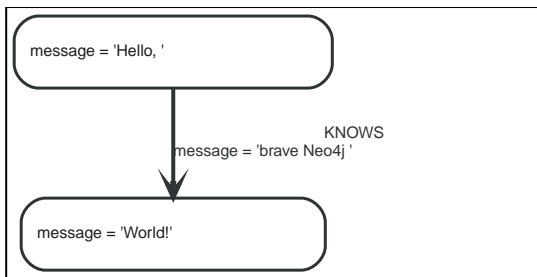 message = 'Hello, '
KNOWS
message = 'brave Neo4j '
message = 'World!'